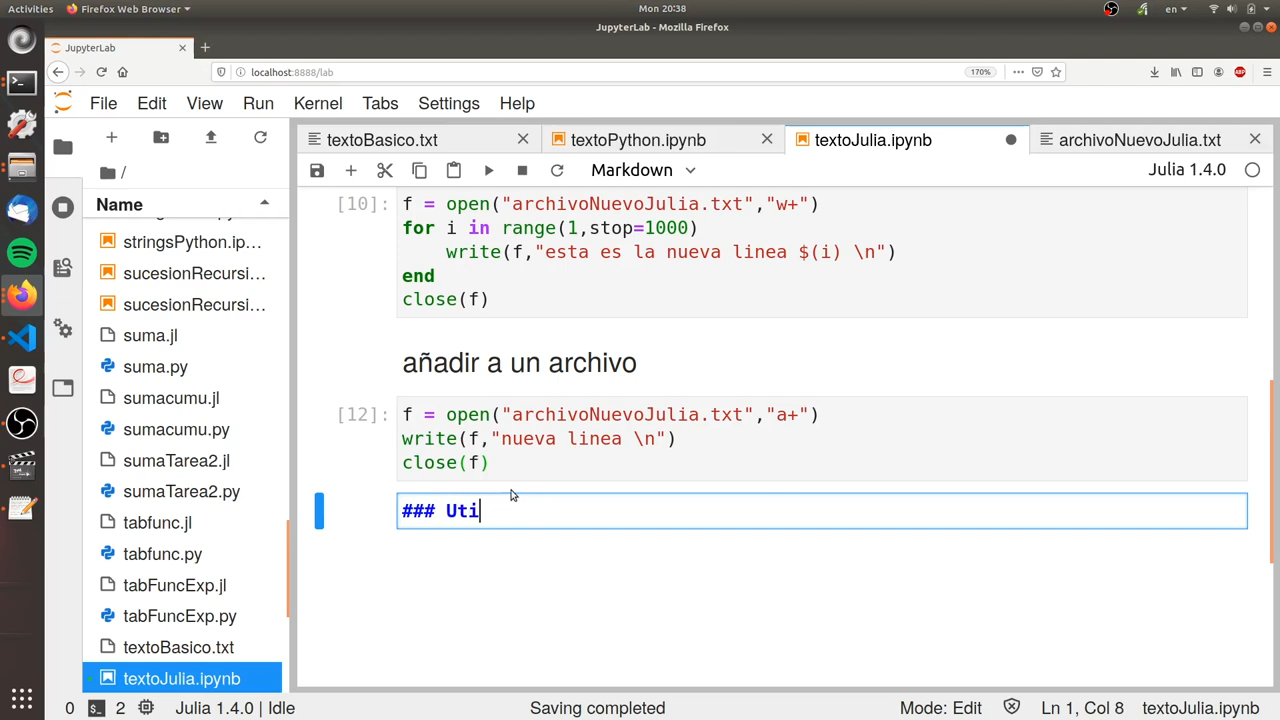 Activities Firefox Web Browser Mon 20:38 en
JupyterLab - Mozilla Firefox
JupyterLab
localhost:8888/lab 170% ABP
File Edit View Run Kernel Tabs Settings Help
textoBasico.txt textoPython.ipynb textoJulia.ipynb archivoNuevoJulia.txt
Markdown Julia 1.4.0
/
Name
stringsPython.ip…
sucesionRecursi…
sucesionRecursi…
suma.jl
suma.py
sumacumu.jl
sumacumu.py
sumaTarea2.jl
sumaTarea2.py
tabfunc.jl
tabfunc.py
tabFuncExp.jl
tabFuncExp.py
textoBasico.txt
textoJulia.ipynb
[10]: f = open("archivoNuevoJulia.txt","w+")
for i in range(1,stop=1000)
write(f,"esta es la nueva linea $(i) \n")
end
close(f)
añadir a un archivo
[12]: f = open("archivoNuevoJulia.txt","a+")
write(f,"nueva linea \n")
close(f)
### Uti
0 2 Julia 1.4.0 | Idle Saving completed Mode: Edit Ln 1, Col 8 textoJulia.ipynb